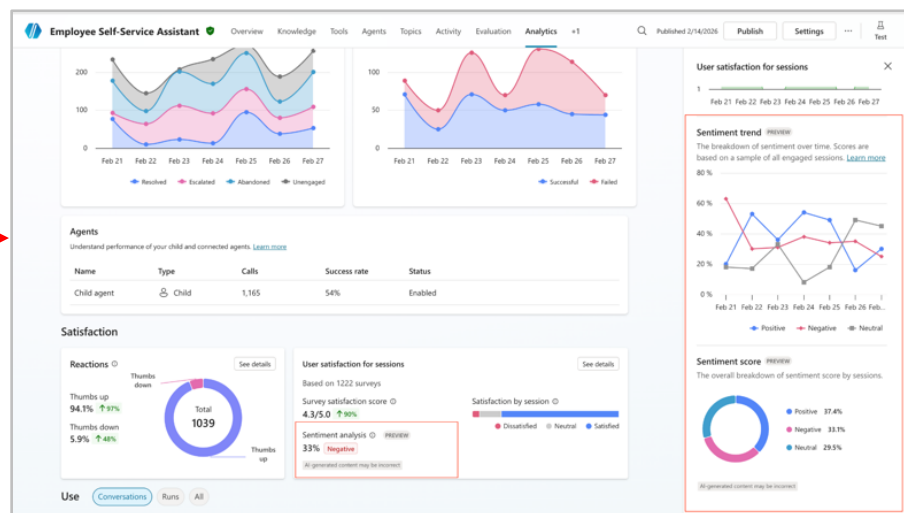 Employee Self-Service Assistant Overview Knowledge Tools Agents Topics Activity Evaluation Analytics +1 Published 2/14/2026 Publish Settings ... Test
200
100
0
Feb 21 Feb 22 Feb 23 Feb 24 Feb 25 Feb 26 Feb 27
Resolved Escalated Abandoned Unengaged
100
50
0
Feb 21 Feb 22 Feb 23 Feb 24 Feb 25 Feb 26 Feb 27
Successful Failed
Agents
Understand performance of your child and connected agents. Learn more
Name Type Calls Success rate Status
Child agent Child 1,165 54% Enabled
Satisfaction
Reactions See details
Thumbs up
94.1% 97%
Thumbs down
5.9% 48%
Thumbs
down
Total
1039
Thumbs
up
User satisfaction for sessions See details
Based on 1222 surveys
Survey satisfaction score
4.3/5.0 90%
Satisfaction by session
Dissatisfied Neutral Satisfied
Sentiment analysis PREVIEW
33% Negative
AI-generated content may be incorrect
Use Conversations Runs All
User satisfaction for sessions
1
Feb 21 Feb 22 Feb 23 Feb 24 Feb 25 Feb 26 Feb 27
Sentiment trend PREVIEW
The breakdown of sentiment over time. Scores are
based on a sample of all engaged sessions. Learn more
80 %
60 %
40 %
20 %
0 %
Feb 21 Feb 22 Feb 23 Feb 24 Feb 25 Feb 26 Feb...
Positive Negative Neutral
Sentiment score PREVIEW
The overall breakdown of sentiment score by sessions.
Positive 37.4%
Negative 33.1%
Neutral 29.5%
AI-generated content may be incorrect